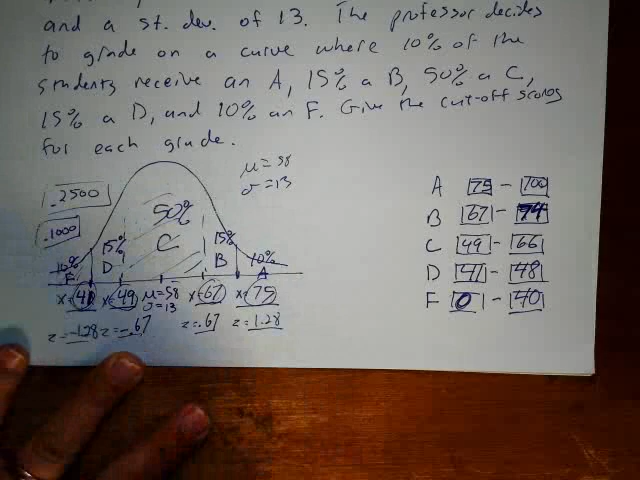 and a st. dev. of 13. The professor decides
to grade on a curve where 10% of the
students receive an A, 15% a B, 50% a C,
15% a D, and 10% an F. Give the cut-off scores
for each grade.
μ = 58
σ = 13
.2500
.1000
50%
C
10%
F
15%
D
15%
B
10%
A
x=41 x=49 μ=58 x=67 x=75
σ=13
z=-1.28 z=-.67 z=.67 z=1.28
A 75 - 100
B 67 - 74
C 49 - 66
D 41 - 48
F 0 - 40